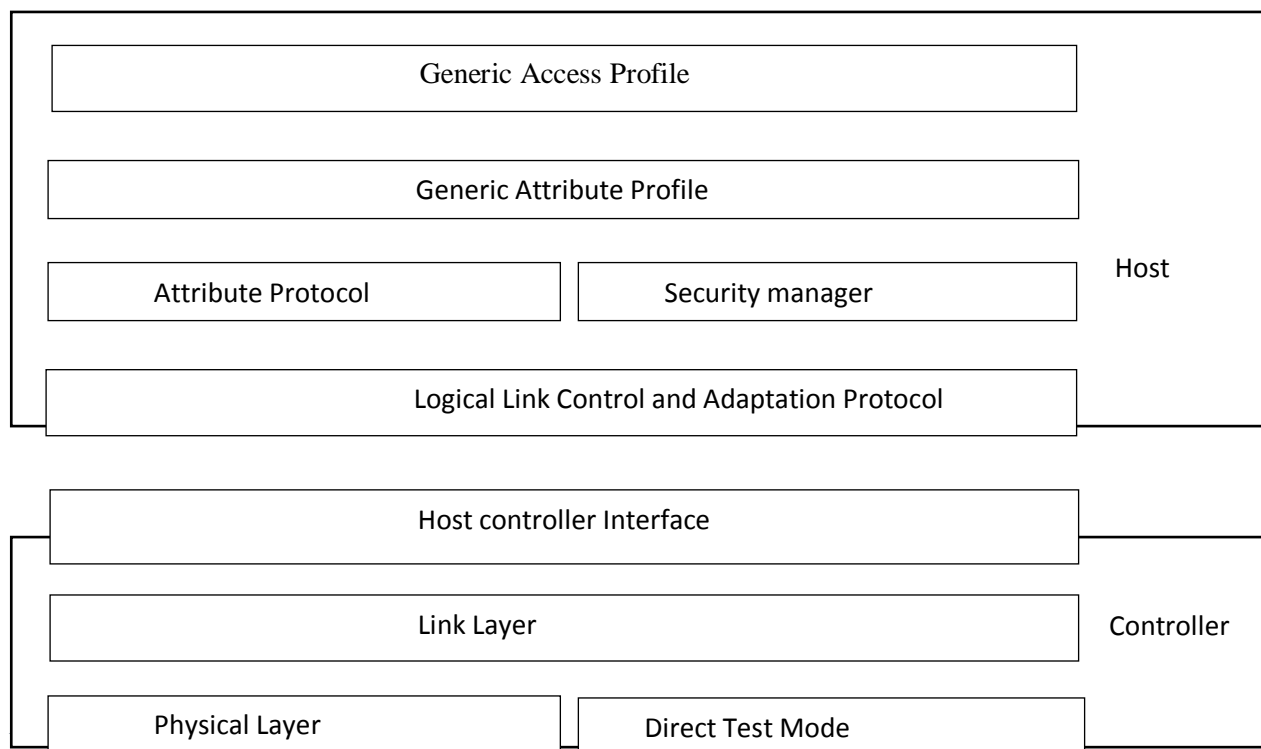 Generic Access Profile
Generic Attribute Profile
Host
Attribute Protocol
Security manager
Logical Link Control and Adaptation Protocol
Host controller Interface
Link Layer
Controller
Physical Layer
Direct Test Mode